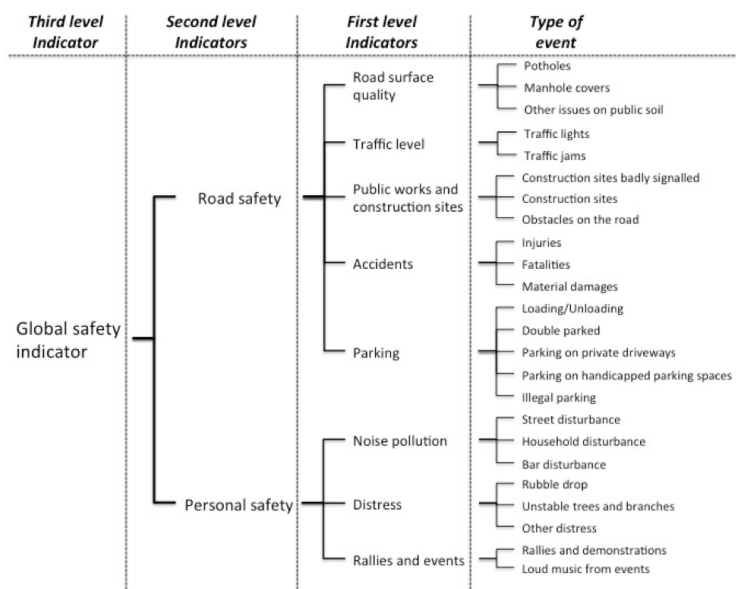 Third level
Indicator
Second level
Indicators
First level
Indicators
Type of
event
Global safety
indicator
Road safety
Road surface
quality
Potholes
Manhole covers
Other issues on public soil
Traffic level
Traffic lights
Traffic jams
Public works and
construction sites
Construction sites badly signalled
Construction sites
Obstacles on the road
Accidents
Injuries
Fatalities
Material damages
Parking
Loading/Unloading
Double parked
Parking on private driveways
Parking on handicapped parking spaces
Illegal parking
Personal safety
Noise pollution
Street disturbance
Household disturbance
Bar disturbance
Distress
Rubble drop
Unstable trees and branches
Other distress
Rallies and events
Rallies and demonstrations
Loud music from events